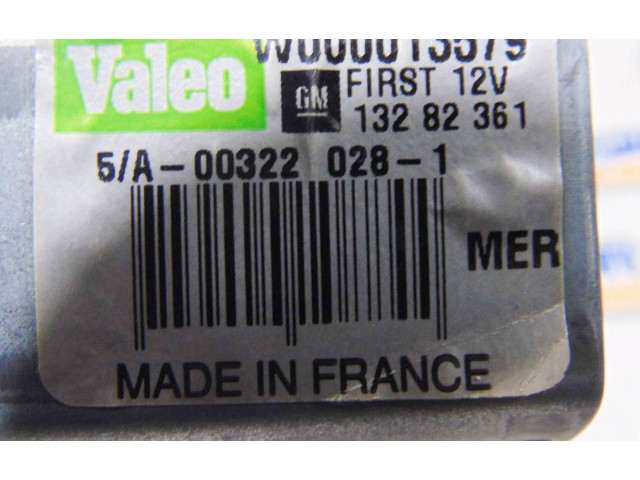 Valeo W000013579
GM FIRST 12V
132 82 361
5/A-00322 028-1
MER
MADE IN FRANCE